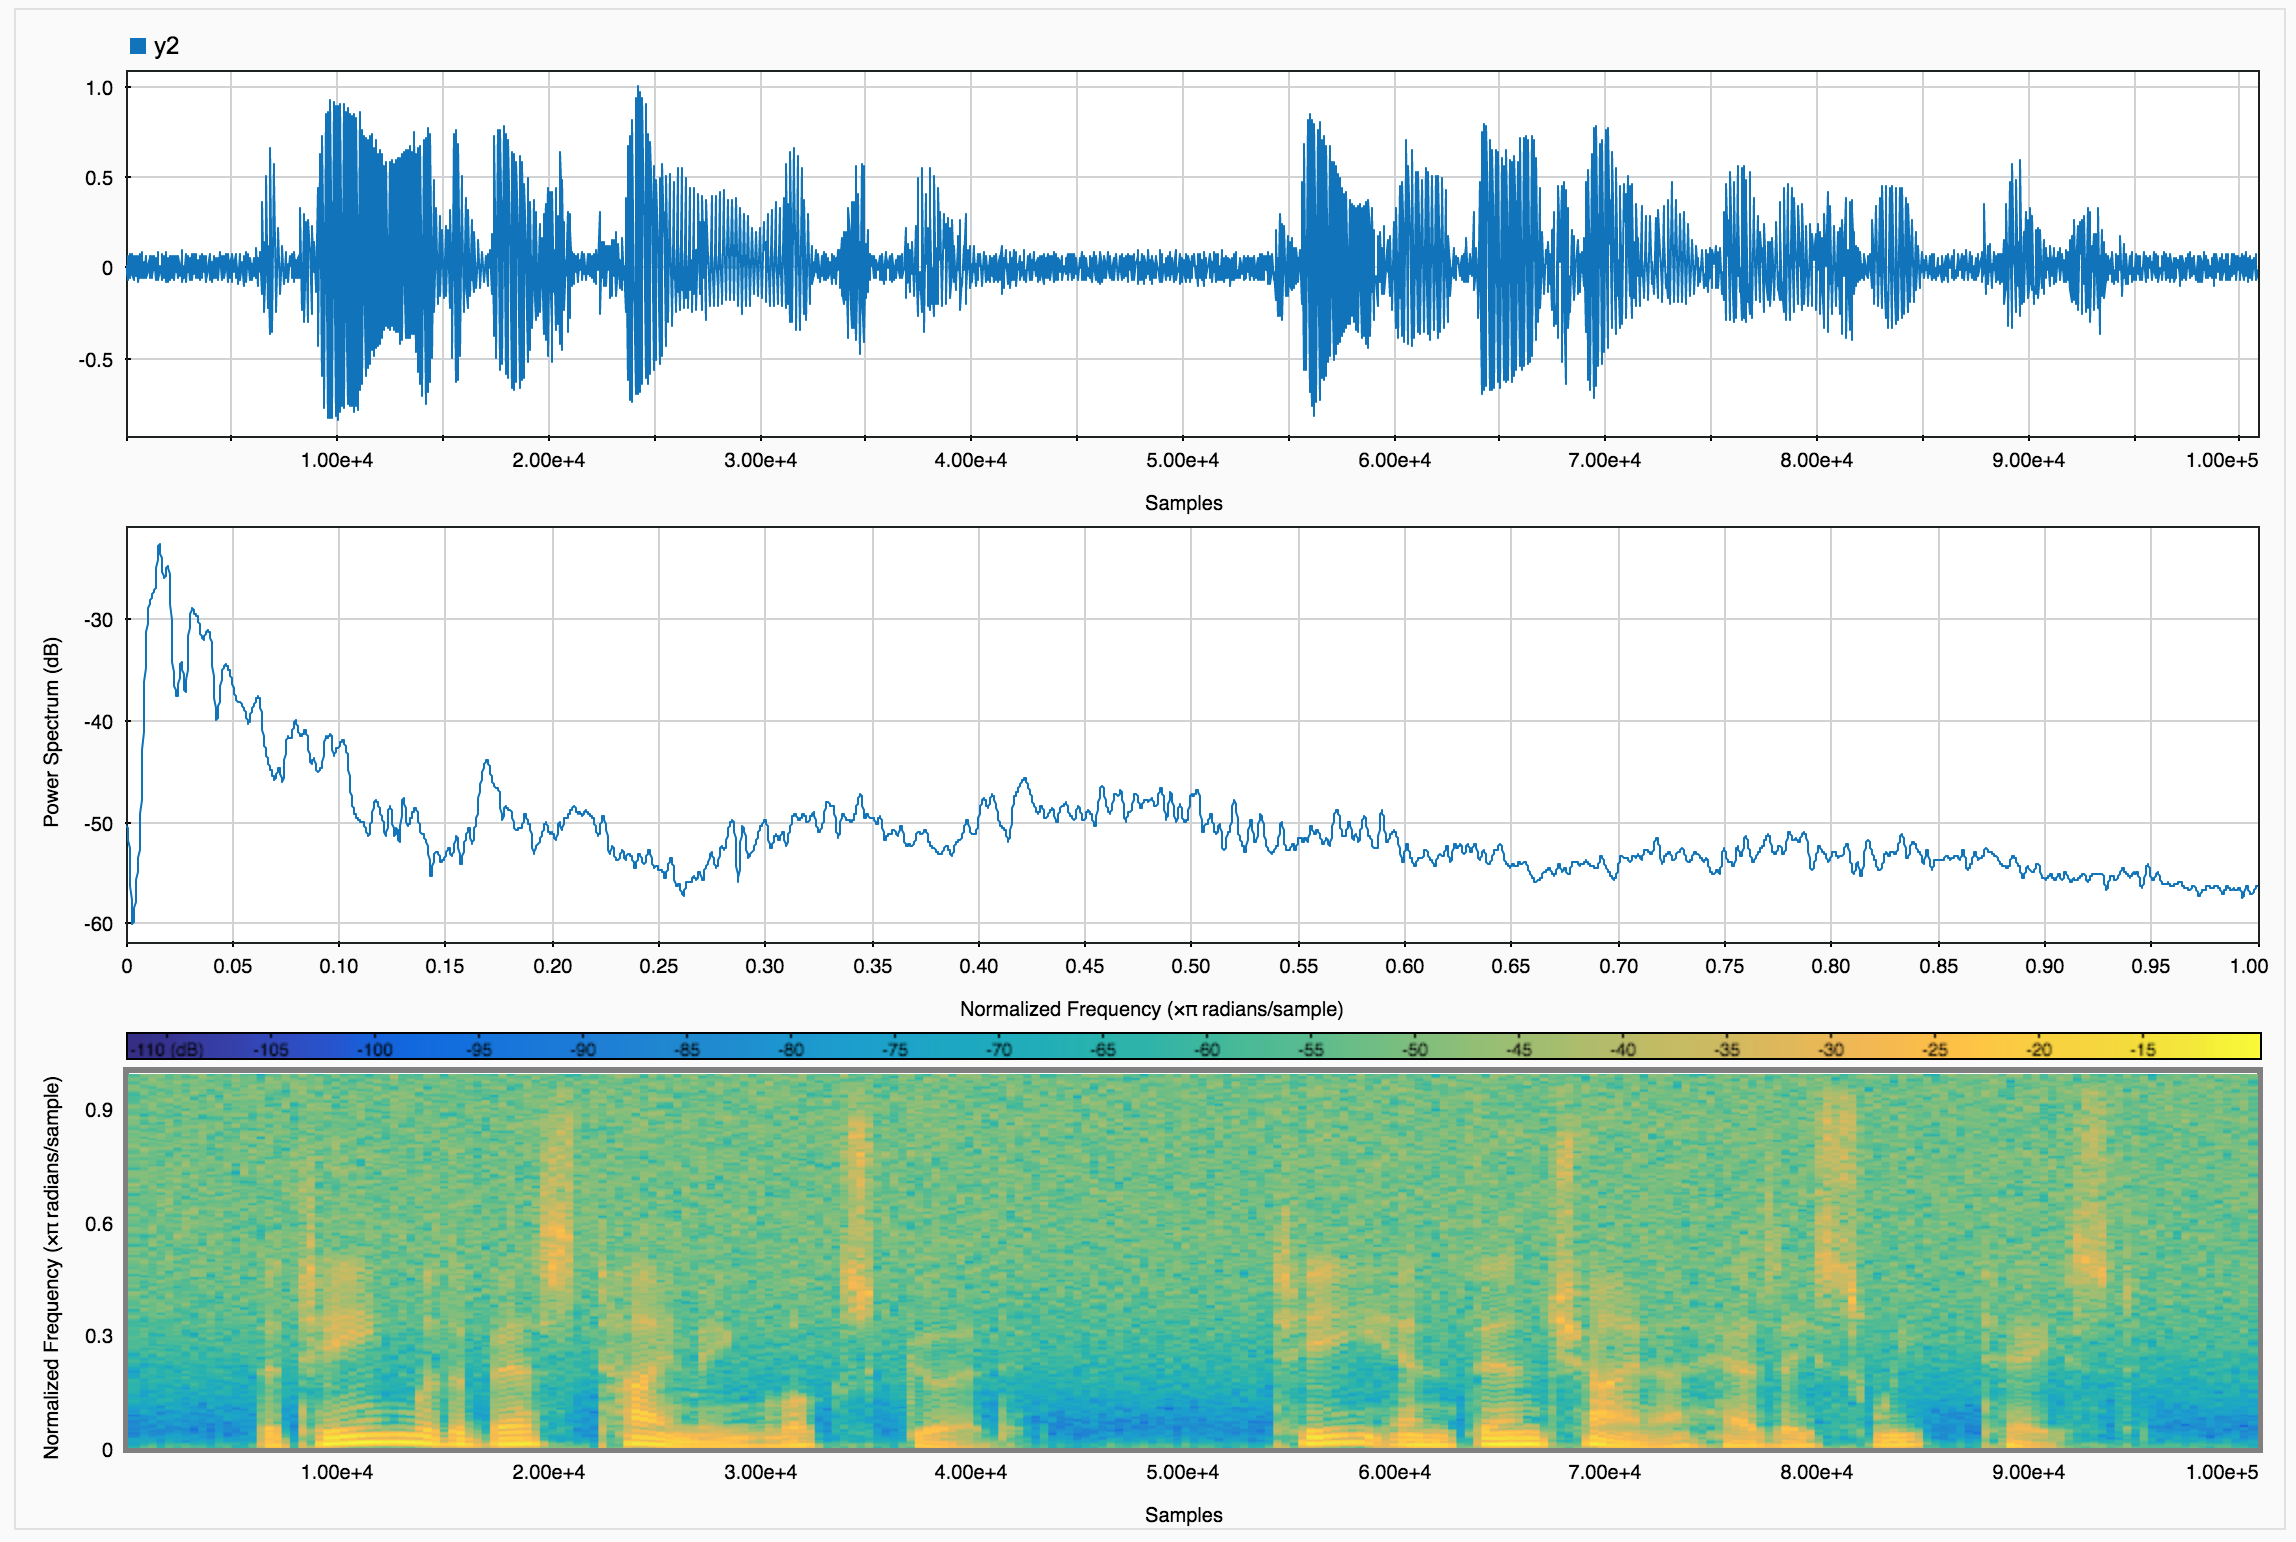 y2
1.0
0.5
0
-0.5
1.00e+4 2.00e+4 3.00e+4 4.00e+4 5.00e+4 6.00e+4 7.00e+4 8.00e+4 9.00e+4 1.00e+5
Samples
Power Spectrum (dB)
-30
-40
-50
-60
0 0.05 0.10 0.15 0.20 0.25 0.30 0.35 0.40 0.45 0.50 0.55 0.60 0.65 0.70 0.75 0.80 0.85 0.90 0.95 1.00
Normalized Frequency (×π radians/sample)
-110 (dB) -105 -100 -95 -90 -85 -80 -75 -70 -65 -60 -55 -50 -45 -40 -35 -30 -25 -20 -15
Normalized Frequency (×π radians/sample)
0.9
0.6
0.3
0
1.00e+4 2.00e+4 3.00e+4 4.00e+4 5.00e+4 6.00e+4 7.00e+4 8.00e+4 9.00e+4 1.00e+5
Samples